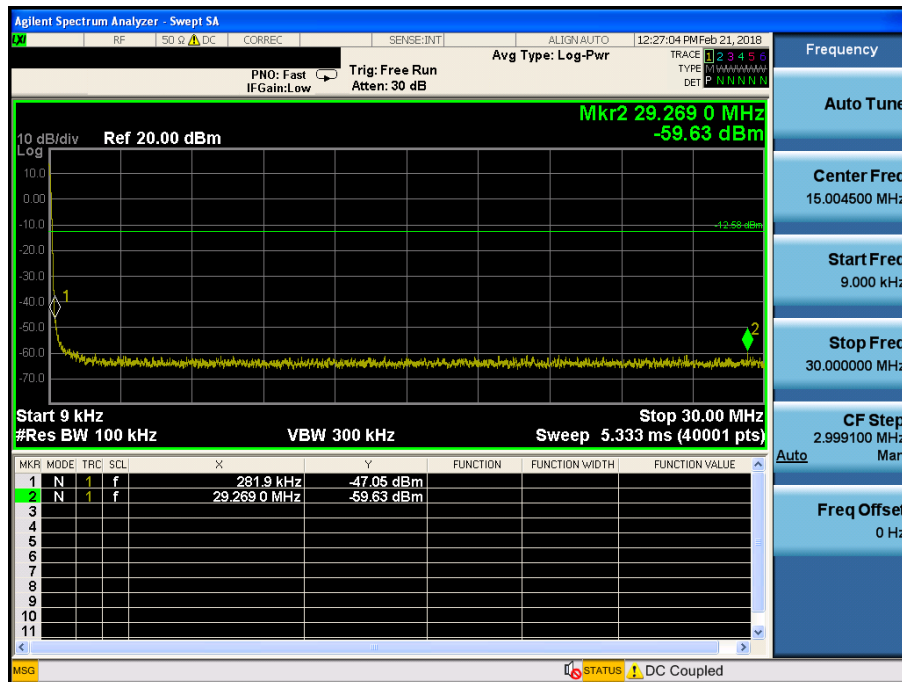 Agilent Spectrum Analyzer - Swept SA
LXI RF 50 Ω DC CORREC SENSE:INT ALIGN AUTO 12:27:04 PM Feb 21, 2018
Frequency
Avg Type: Log-Pwr
TRACE 1 2 3 4 5 6
PNO: Fast Trig: Free Run
TYPE M W W W W W
IFGain:Low Atten: 30 dB
DET P N N N N N
Auto Tune
Mkr2 29.269 0 MHz
10 dB/div Ref 20.00 dBm -59.63 dBm
Log
10.0
0.00
-10.0
-12.58 dBm
-20.0
-30.0
-40.0
-50.0
-60.0
-70.0
1
2
Center Freq
15.004500 MHz
Start Freq
9.000 kHz
Stop Freq
30.000000 MHz
Start 9 kHz Stop 30.00 MHz
#Res BW 100 kHz VBW 300 kHz Sweep 5.333 ms (40001 pts)
CF Step
2.999100 MHz
Auto Man
MKR MODE TRC SCL X Y FUNCTION FUNCTION WIDTH FUNCTION VALUE
1 N 1 f 281.9 kHz -47.05 dBm
2 N 1 f 29.269 0 MHz -59.63 dBm
3
4
5
6
7
8
9
10
11
Freq Offset
0 Hz
MSG STATUS DC Coupled